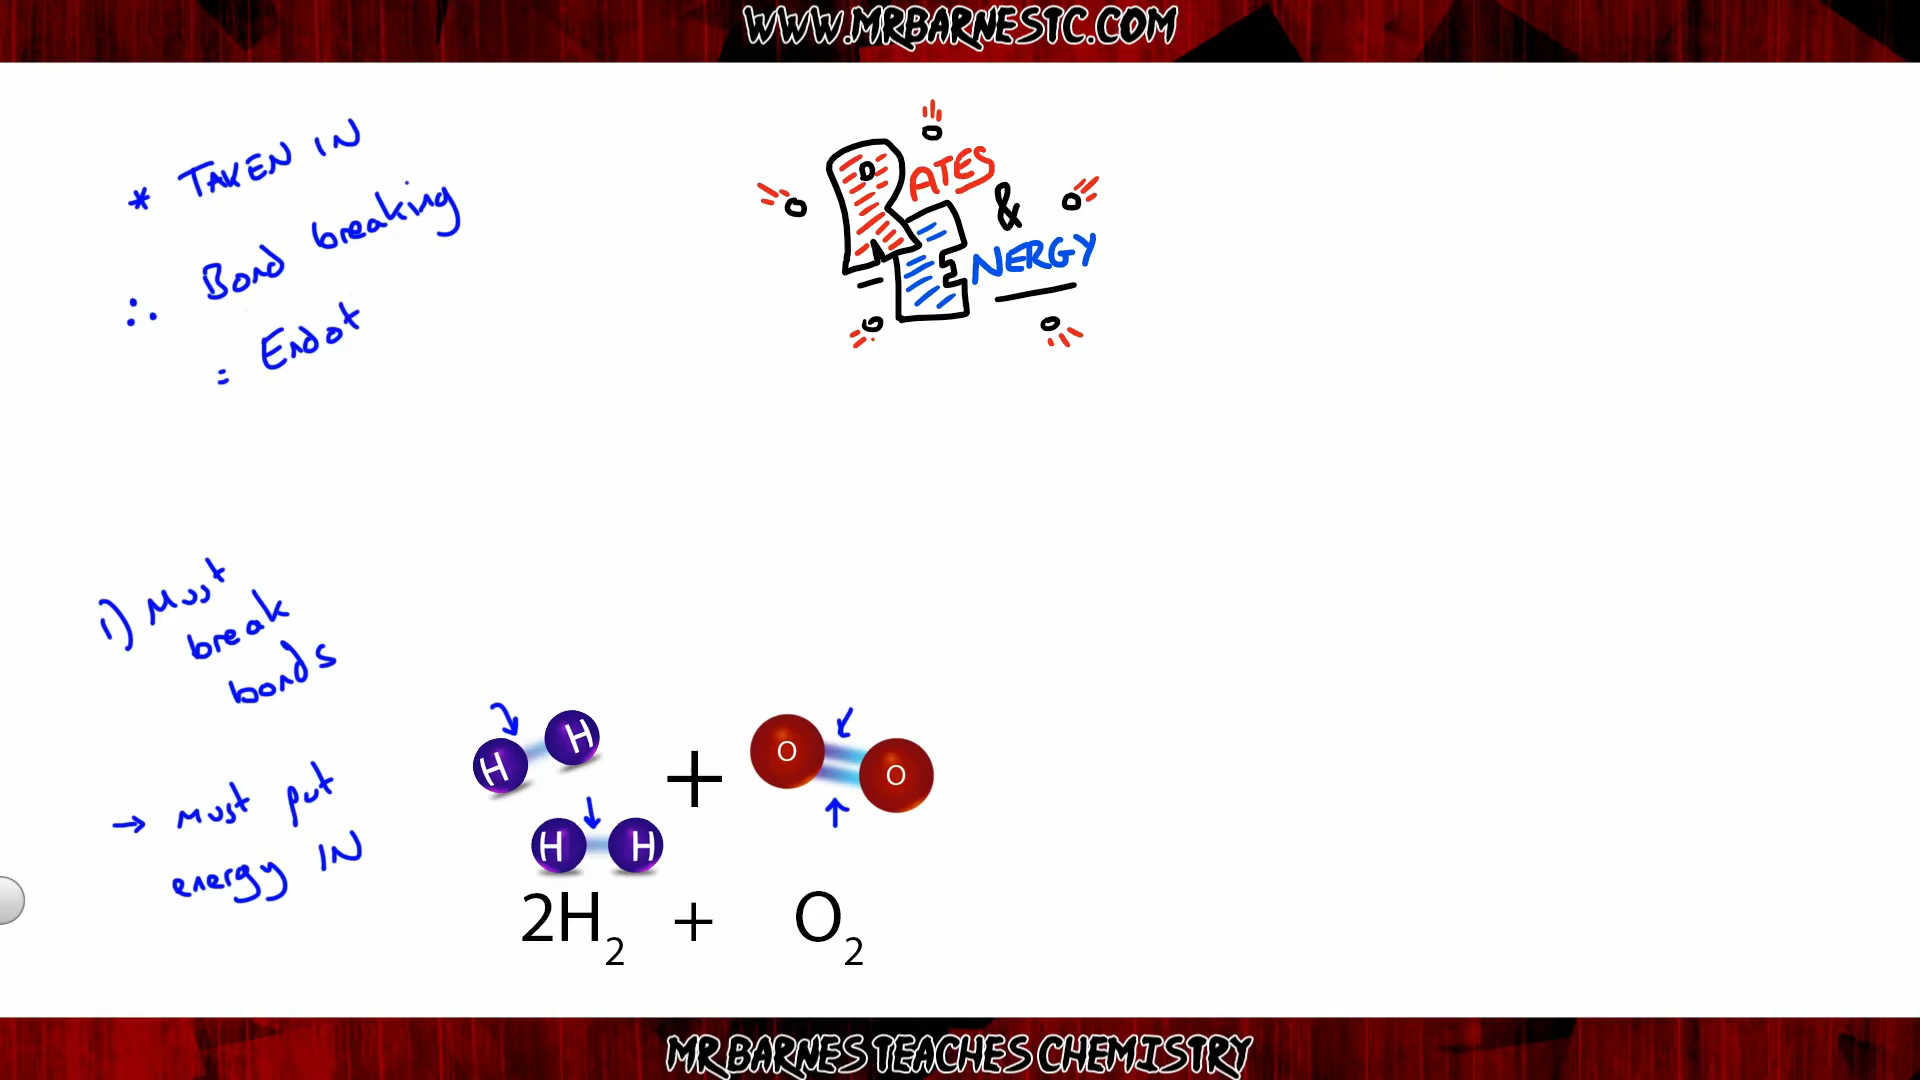 WWW.MRBARNESTC.COM
* TAKEN IN
∴ Bond breaking
= Endot
RATES &
ENERGY
1) Must
break
bonds
→ must put
energy IN
H H
+
O O
H H
2H₂ + O₂
MR BARNES TEACHES CHEMISTRY